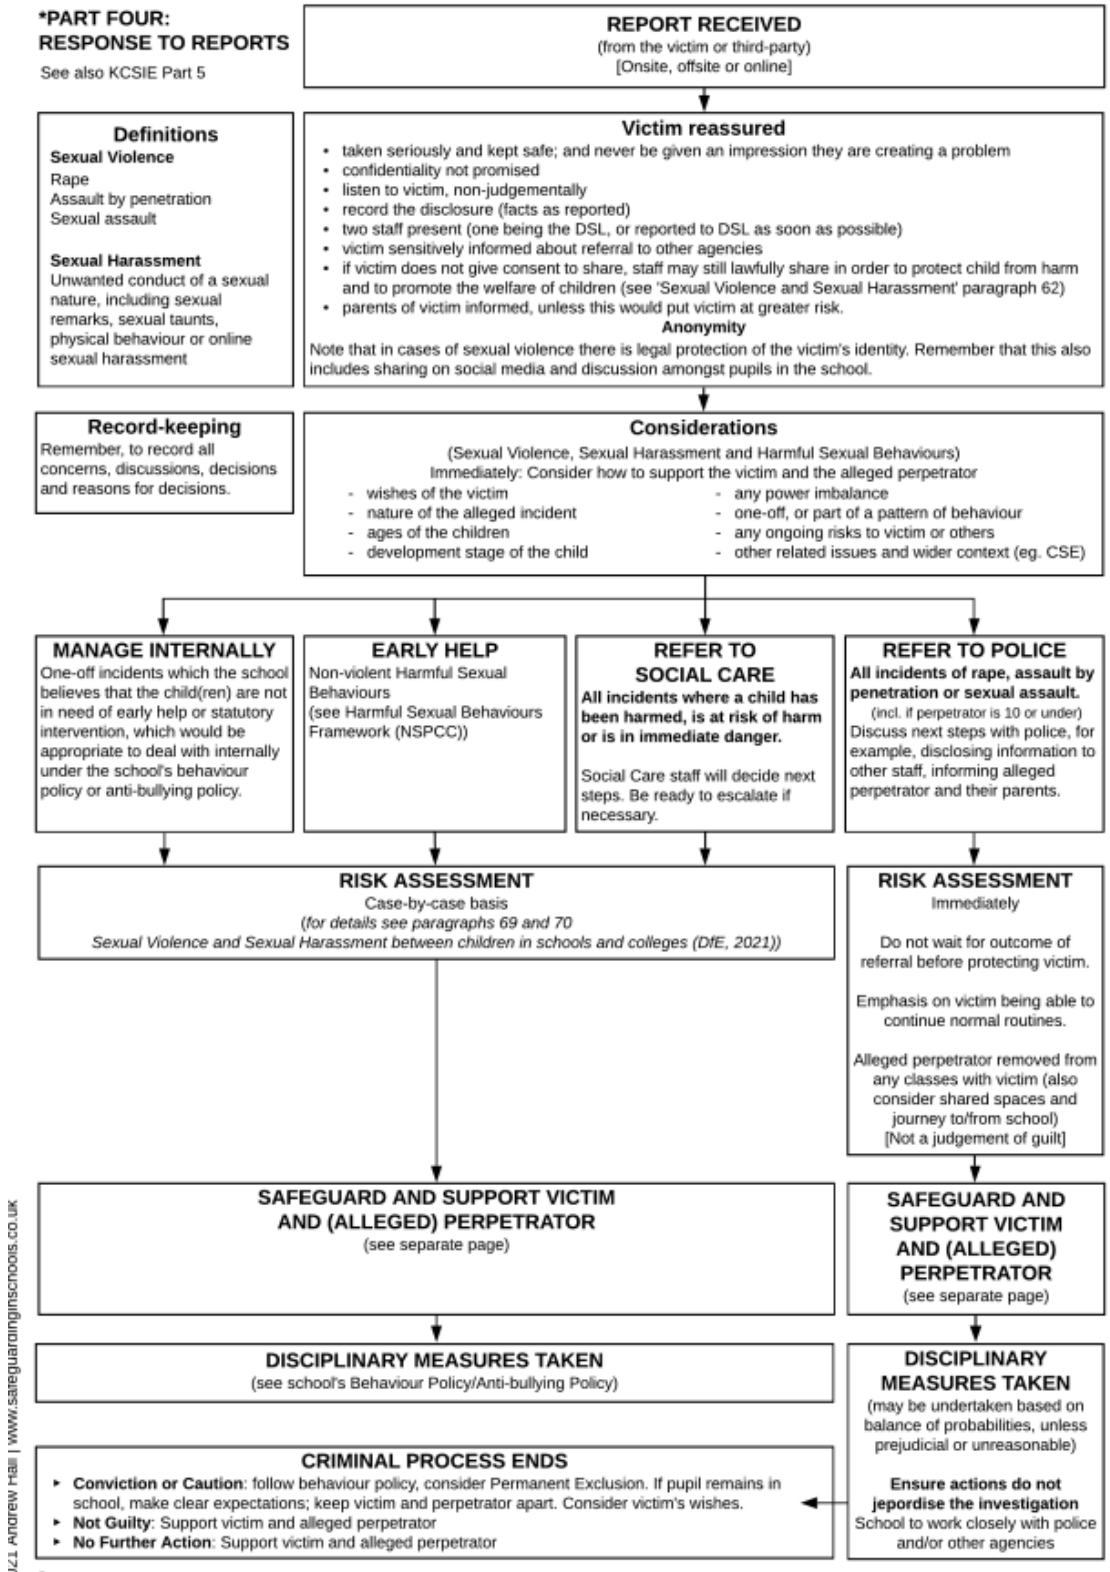 *PART FOUR:
RESPONSE TO REPORTS
See also KCSIE Part 5
REPORT RECEIVED
(from the victim or third-party)
[Onsite, offsite or online]
Definitions
Sexual Violence
Rape
Assault by penetration
Sexual assault
Sexual Harassment
Unwanted conduct of a sexual
nature, including sexual
remarks, sexual taunts,
physical behaviour or online
sexual harassment
Victim reassured
• taken seriously and kept safe; and never be given an impression they are creating a problem
• confidentiality not promised
• listen to victim, non-judgementally
• record the disclosure (facts as reported)
• two staff present (one being the DSL, or reported to DSL as soon as possible)
• victim sensitively informed about referral to other agencies
• if victim does not give consent to share, staff may still lawfully share in order to protect child from harm
and to promote the welfare of children (see 'Sexual Violence and Sexual Harassment' paragraph 62)
• parents of victim informed, unless this would put victim at greater risk.
Anonymity
Note that in cases of sexual violence there is legal protection of the victim's identity. Remember that this also
includes sharing on social media and discussion amongst pupils in the school.
Record-keeping
Remember, to record all
concerns, discussions, decisions
and reasons for decisions.
Considerations
(Sexual Violence, Sexual Harassment and Harmful Sexual Behaviours)
Immediately: Consider how to support the victim and the alleged perpetrator
- wishes of the victim
- nature of the alleged incident
- ages of the children
- development stage of the child
- any power imbalance
- one-off, or part of a pattern of behaviour
- any ongoing risks to victim or others
- other related issues and wider context (eg. CSE)
MANAGE INTERNALLY
One-off incidents which the school
believes that the child(ren) are not
in need of early help or statutory
intervention, which would be
appropriate to deal with internally
under the school's behaviour
policy or anti-bullying policy.
EARLY HELP
Non-violent Harmful Sexual
Behaviours
(see Harmful Sexual Behaviours
Framework (NSPCC))
REFER TO
SOCIAL CARE
All incidents where a child has
been harmed, is at risk of harm
or is in immediate danger.
Social Care staff will decide next
steps. Be ready to escalate if
necessary.
REFER TO POLICE
All incidents of rape, assault by
penetration or sexual assault.
(incl. if perpetrator is 10 or under)
Discuss next steps with police, for
example, disclosing information to
other staff, informing alleged
perpetrator and their parents.
RISK ASSESSMENT
Case-by-case basis
(for details see paragraphs 69 and 70
Sexual Violence and Sexual Harassment between children in schools and colleges (DfE, 2021))
RISK ASSESSMENT
Immediately
Do not wait for outcome of
referral before protecting victim.
Emphasis on victim being able to
continue normal routines.
Alleged perpetrator removed from
any classes with victim (also
consider shared spaces and
journey to/from school)
[Not a judgement of guilt]
SAFEGUARD AND SUPPORT VICTIM
AND (ALLEGED) PERPETRATOR
(see separate page)
SAFEGUARD AND
SUPPORT VICTIM
AND (ALLEGED)
PERPETRATOR
(see separate page)
DISCIPLINARY MEASURES TAKEN
(see school's Behaviour Policy/Anti-bullying Policy)
DISCIPLINARY
MEASURES TAKEN
(may be undertaken based on
balance of probabilities, unless
prejudicial or unreasonable)
Ensure actions do not
jepordise the investigation
School to work closely with police
and/or other agencies
CRIMINAL PROCESS ENDS
‣ Conviction or Caution: follow behaviour policy, consider Permanent Exclusion. If pupil remains in
school, make clear expectations; keep victim and perpetrator apart. Consider victim's wishes.
‣ Not Guilty: Support victim and alleged perpetrator
‣ No Further Action: Support victim and alleged perpetrator
021 Andrew Hall | www.safeguardinginschools.co.uk